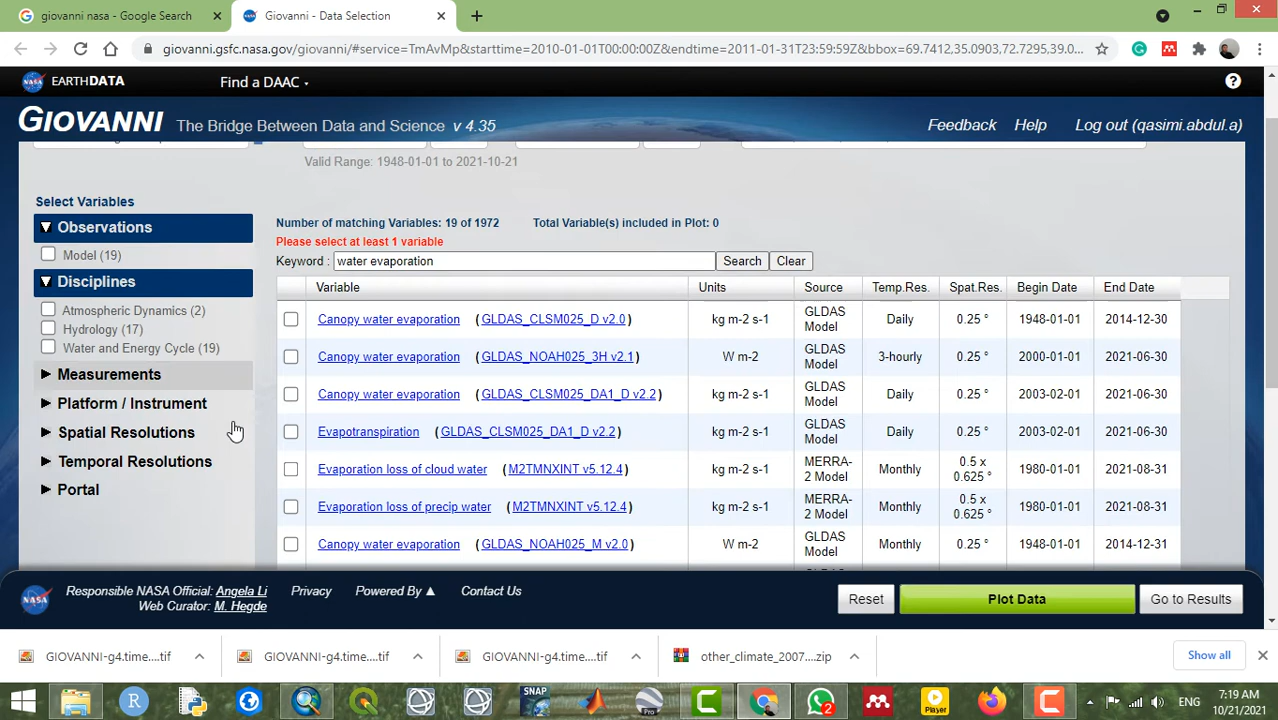 giovanni nasa - Google Search
Giovanni - Data Selection
giovanni.gsfc.nasa.gov/giovanni/#service=TmAvMp&starttime=2010-01-01T00:00:00Z&endtime=2011-01-31T23:59:59Z&bbox=69.7412,35.0903,72.7295,39.0...
NASA EARTHDATA Find a DAAC
GIOVANNI The Bridge Between Data and Science v 4.35 Feedback Help Log out (qasimi.abdul.a)
Valid Range: 1948-01-01 to 2021-10-21
Select Variables
Observations
Model (19)
Disciplines
Atmospheric Dynamics (2)
Hydrology (17)
Water and Energy Cycle (19)
Measurements
Platform / Instrument
Spatial Resolutions
Temporal Resolutions
Portal
Number of matching Variables: 19 of 1972 Total Variable(s) included in Plot: 0
Please select at least 1 variable
Keyword : water evaporation Search Clear
Variable Units Source Temp.Res. Spat.Res. Begin Date End Date
Canopy water evaporation (GLDAS_CLSM025_D v2.0) kg m-2 s-1 GLDAS Model Daily 0.25 ° 1948-01-01 2014-12-30
Canopy water evaporation (GLDAS_NOAH025_3H v2.1) W m-2 GLDAS Model 3-hourly 0.25 ° 2000-01-01 2021-06-30
Canopy water evaporation (GLDAS_CLSM025_DA1_D v2.2) kg m-2 s-1 GLDAS Model Daily 0.25 ° 2003-02-01 2021-06-30
Evapotranspiration (GLDAS_CLSM025_DA1_D v2.2) kg m-2 s-1 GLDAS Model Daily 0.25 ° 2003-02-01 2021-06-30
Evaporation loss of cloud water (M2TMNXINT v5.12.4) kg m-2 s-1 MERRA-2 Model Monthly 0.5 x 0.625 ° 1980-01-01 2021-08-31
Evaporation loss of precip water (M2TMNXINT v5.12.4) kg m-2 s-1 MERRA-2 Model Monthly 0.5 x 0.625 ° 1980-01-01 2021-08-31
Canopy water evaporation (GLDAS_NOAH025_M v2.0) W m-2 GLDAS Model Monthly 0.25 ° 1948-01-01 2014-12-31
Responsible NASA Official: Angela Li Privacy Powered By Contact Us
Web Curator: M. Hegde
Reset Plot Data Go to Results
GIOVANNI-g4.time....tif
GIOVANNI-g4.time....tif
GIOVANNI-g4.time....tif
other_climate_2007....zip
Show all
R SNAP 2 Player ENG
7:19 AM
10/21/2021